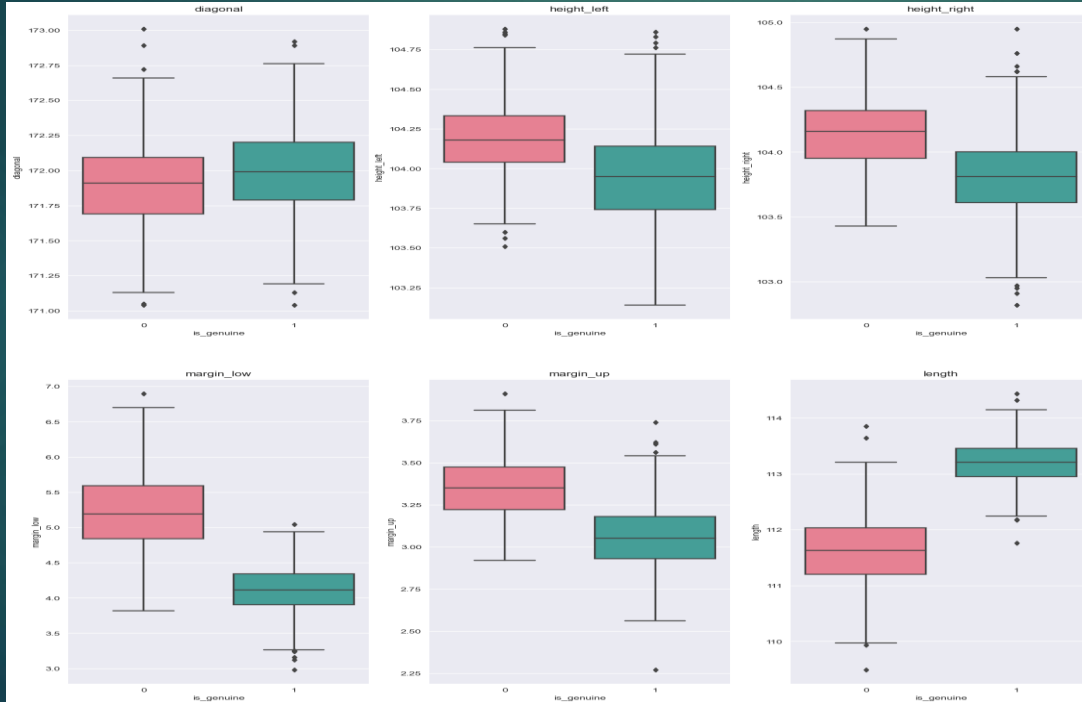 diagonal
173.00
172.75
172.50
172.25
172.00
171.75
171.50
171.25
171.00
diagonal
0 1
is_genuine
height_left
104.75
104.50
104.25
104.00
103.75
103.50
103.25
height_left
0 1
is_genuine
height_right
105.0
104.5
104.0
103.5
103.0
height_right
0 1
is_genuine
margin_low
7.0
6.5
6.0
5.5
5.0
4.5
4.0
3.5
3.0
margin_low
0 1
is_genuine
margin_up
3.75
3.50
3.25
3.00
2.75
2.50
2.25
margin_up
0 1
is_genuine
length
114
113
112
111
110
length
0 1
is_genuine